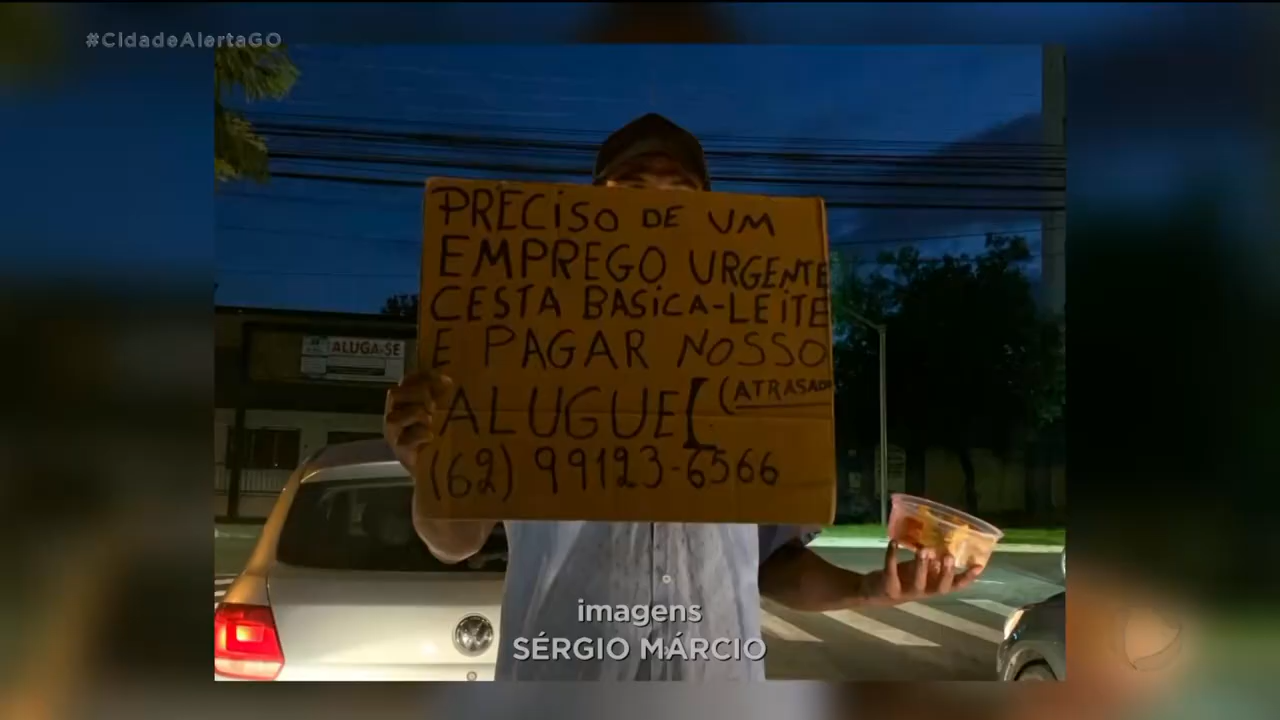 #CidadeAlertaGO
PRECISO DE UM
EMPREGO URGENTE
CESTA BASICA-LEITE
E PAGAR NOSSO
ALUGUEL (ATRASADO
(62) 99123-6566
ALUGA-SE
imagens
SÉRGIO MÁRCIO